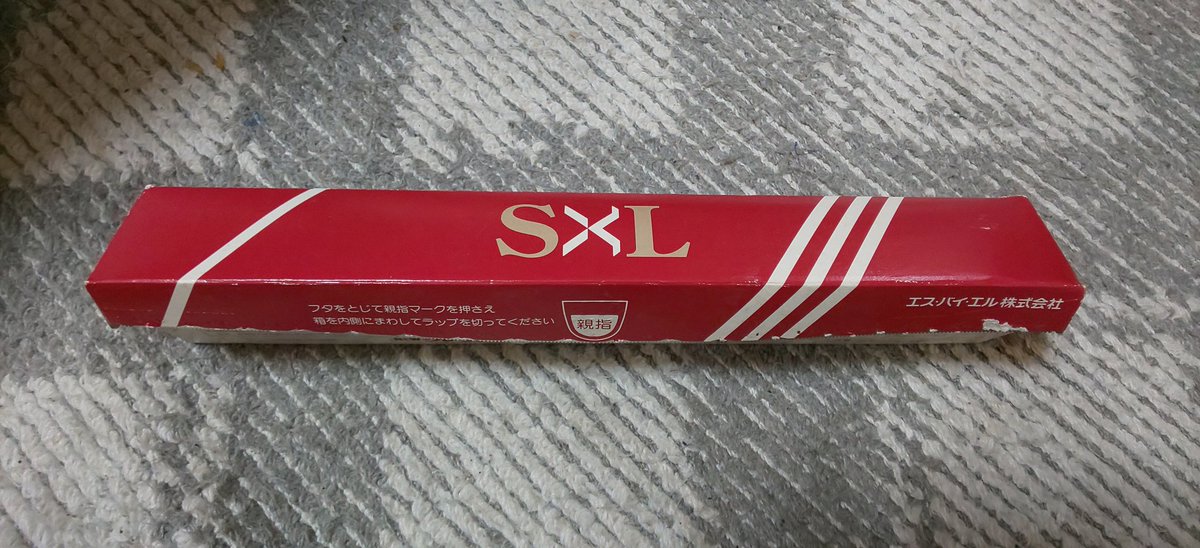 SXL
フタをとじて親指マークを押さえ
箱を内側にまわしてラップを切ってください
親指
エス・バイ・エル株式会社